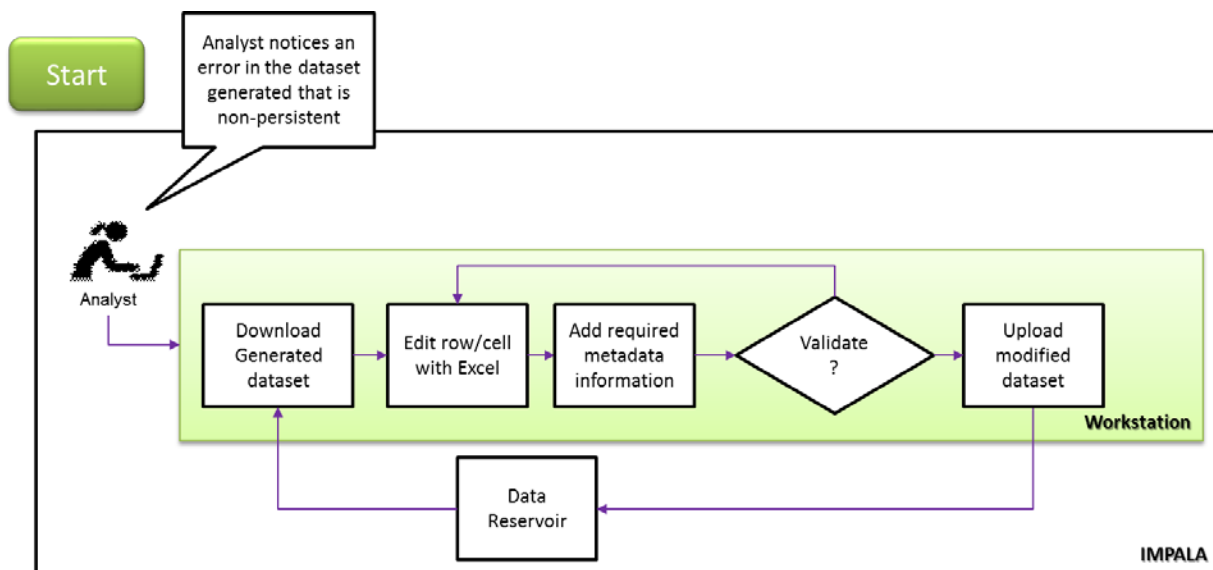 Start
Analyst notices an
error in the dataset
generated that is
non-persistent
Analyst
Download
Generated
dataset
Edit row/cell
with Excel
Add required
metadata
information
Validate
?
Upload
modified
dataset
Workstation
Data
Reservoir
IMPALA